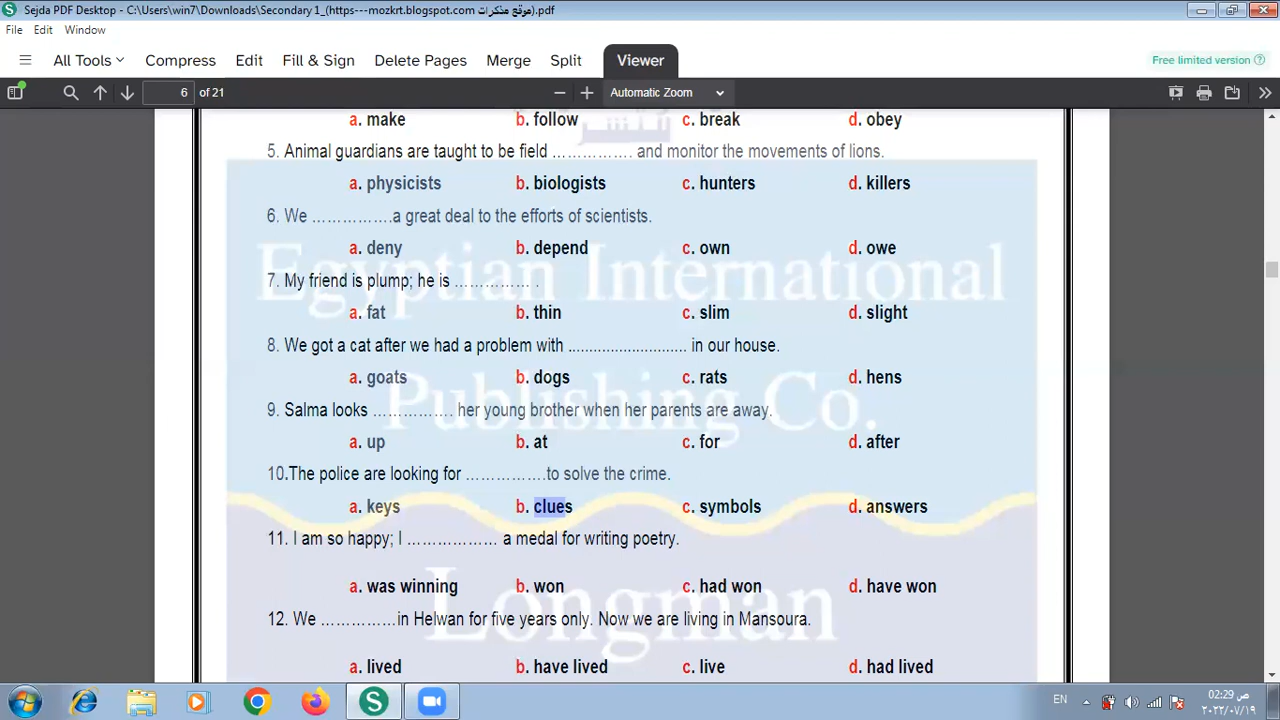 Sejda PDF Desktop - C:\Users\win7\Downloads\Secondary 1_(https---mozkrt.blogspot.com موقع مذكرات).pdf
File Edit Window
All Tools Compress Edit Fill & Sign Delete Pages Merge Split Viewer Free limited version
6 of 21 Automatic Zoom
a. make b. follow c. break d. obey
5. Animal guardians are taught to be field …………… and monitor the movements of lions.
a. physicists b. biologists c. hunters d. killers
6. We …………….a great deal to the efforts of scientists.
a. deny b. depend c. own d. owe
7. My friend is plump; he is …………… .
a. fat b. thin c. slim d. slight
8. We got a cat after we had a problem with ............................ in our house.
a. goats b. dogs c. rats d. hens
9. Salma looks …………… her young brother when her parents are away.
a. up b. at c. for d. after
10.The police are looking for …………….to solve the crime.
a. keys b. clues c. symbols d. answers
11. I am so happy; I ……………… a medal for writing poetry.
a. was winning b. won c. had won d. have won
12. We ……………in Helwan for five years only. Now we are living in Mansoura.
a. lived b. have lived c. live d. had lived
Egyptian International
Publishing Co.
Longman
EN
02:29 ص
٢٠٢٢/٠٧/١٩